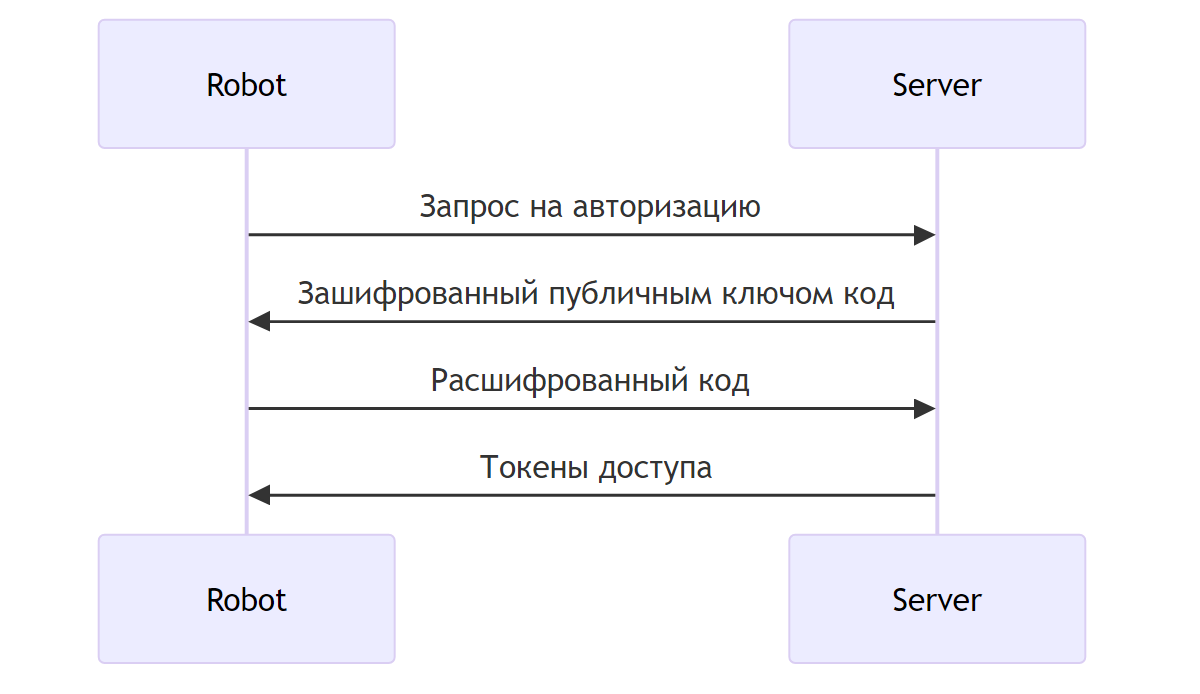 Robot
Server
Запрос на авторизацию
Зашифрованный публичным ключом код
Расшифрованный код
Токены доступа
Robot
Server